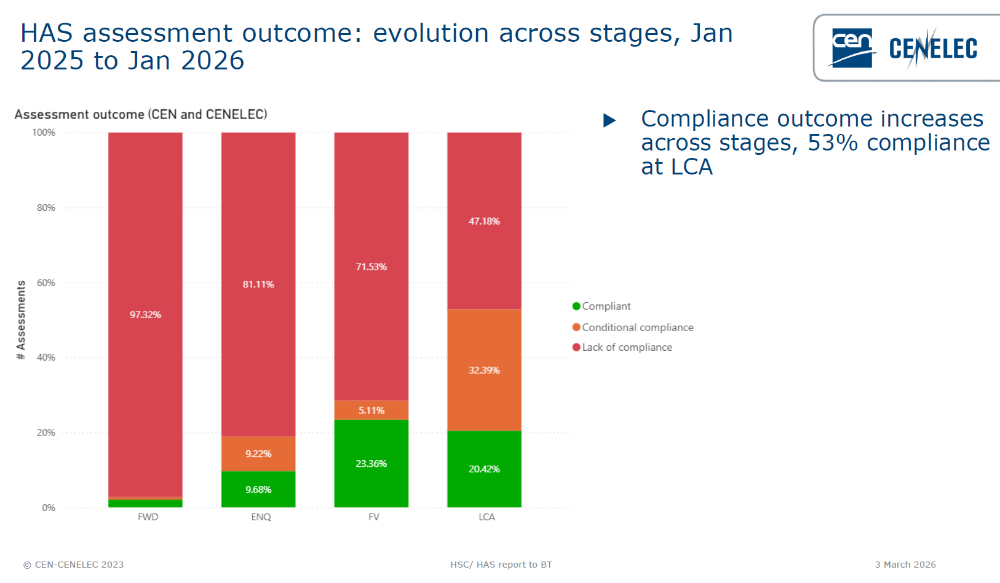 HAS assessment outcome: evolution across stages, Jan
2025 to Jan 2026
cen
CENELEC
Assessment outcome (CEN and CENELEC)
▶ Compliance outcome increases
across stages, 53% compliance
at LCA
# Assessments
100%
80%
60%
40%
20%
0%
97.32%
81.11%
9.22%
9.68%
71.53%
5.11%
23.36%
47.18%
32.39%
20.42%
FWD
ENQ
FV
LCA
Compliant
Conditional compliance
Lack of compliance
© CEN-CENELEC 2023
HSC/ HAS report to BT
3 March 2026